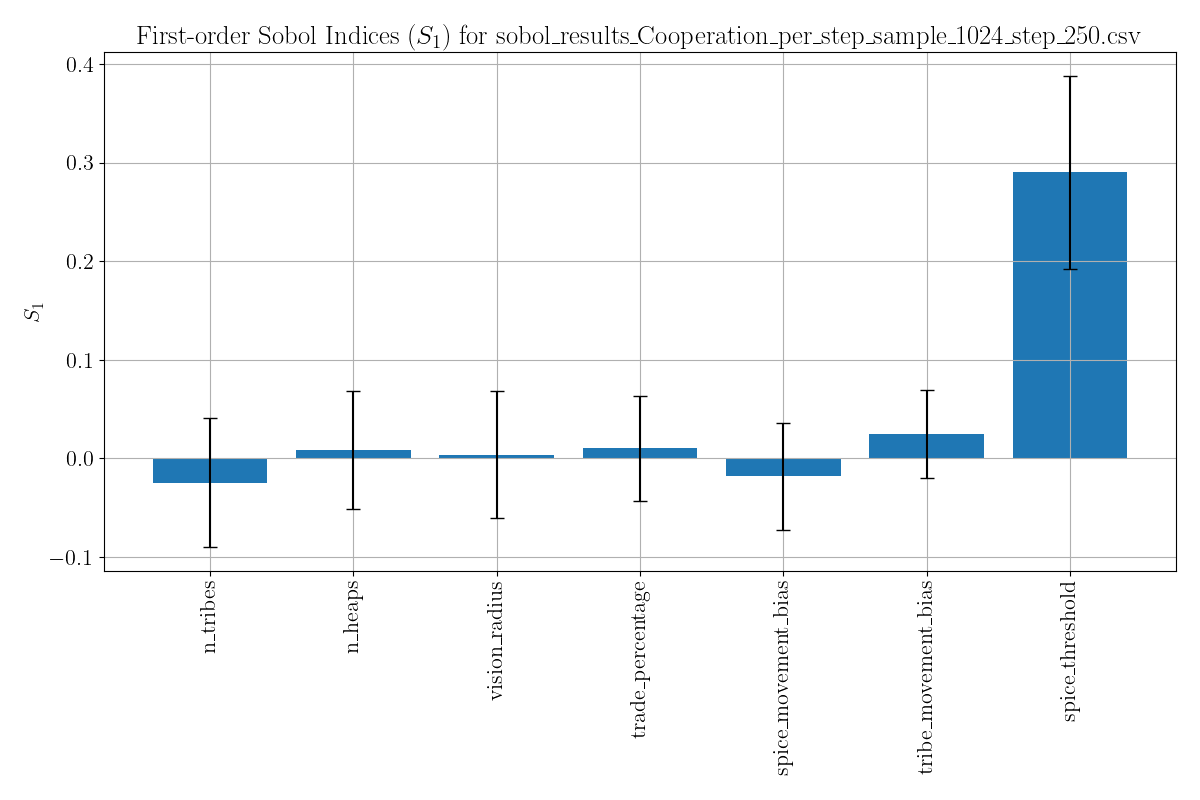 First-order Sobol Indices (S₁) for sobol_results_Cooperation_per_step_sample_1024_step_250.csv
0.4
0.3
0.2
0.1
0.0
−0.1
S₁
n_tribes
n_heaps
vision_radius
trade_percentage
spice_movement_bias
tribe_movement_bias
spice_threshold